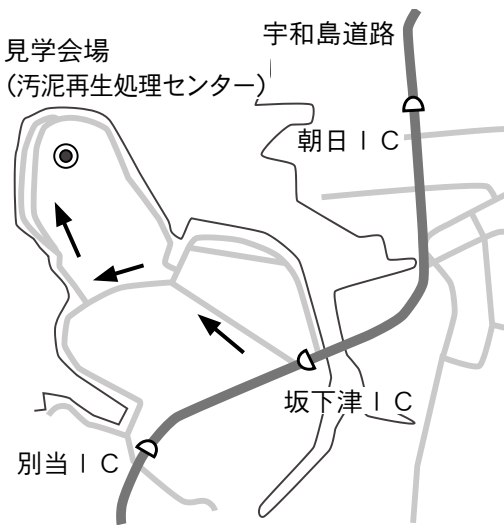 宇和島道路
見学会場
（汚泥再生処理センター）
朝日ＩＣ
坂下津ＩＣ
別当ＩＣ